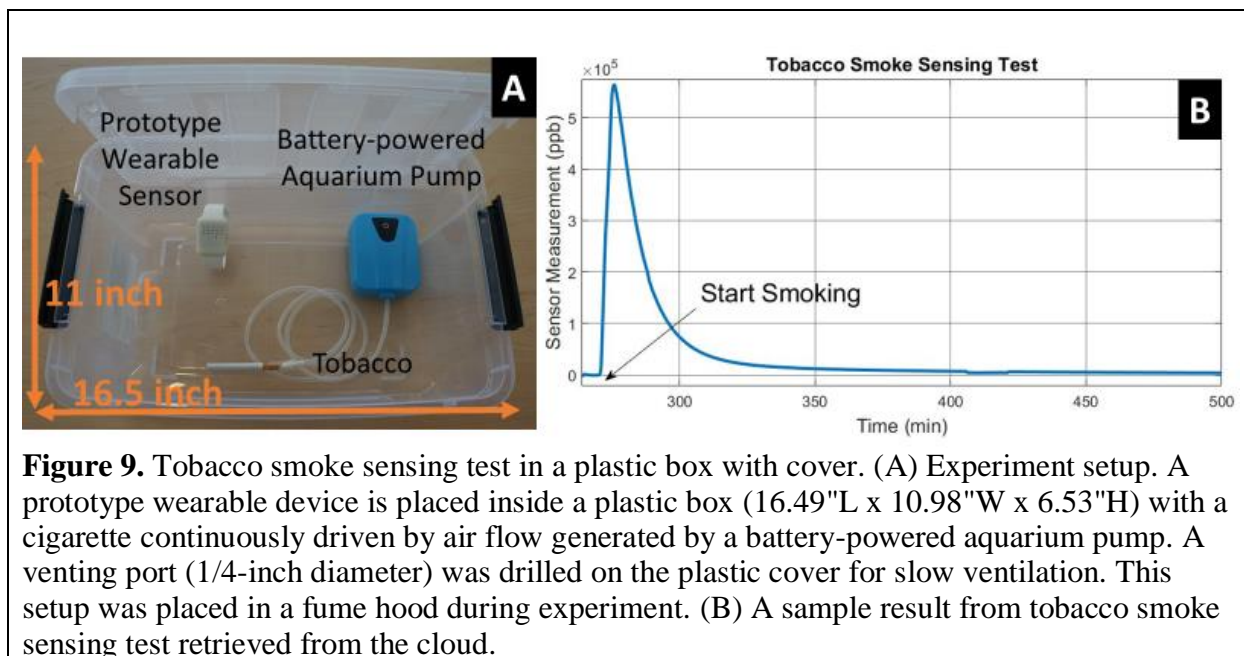 A
Prototype
Wearable
Sensor
Battery-powered
Aquarium Pump
11 inch
Tobacco
16.5 inch
Tobacco Smoke Sensing Test
×10⁵
B
Sensor Measurement (ppb)
5
4
3
2
1
0
Start Smoking
300
350
400
450
500
Time (min)
Figure 9. Tobacco smoke sensing test in a plastic box with cover. (A) Experiment setup. A
prototype wearable device is placed inside a plastic box (16.49"L x 10.98"W x 6.53"H) with a
cigarette continuously driven by air flow generated by a battery-powered aquarium pump. A
venting port (1/4-inch diameter) was drilled on the plastic cover for slow ventilation. This
setup was placed in a fume hood during experiment. (B) A sample result from tobacco smoke
sensing test retrieved from the cloud.